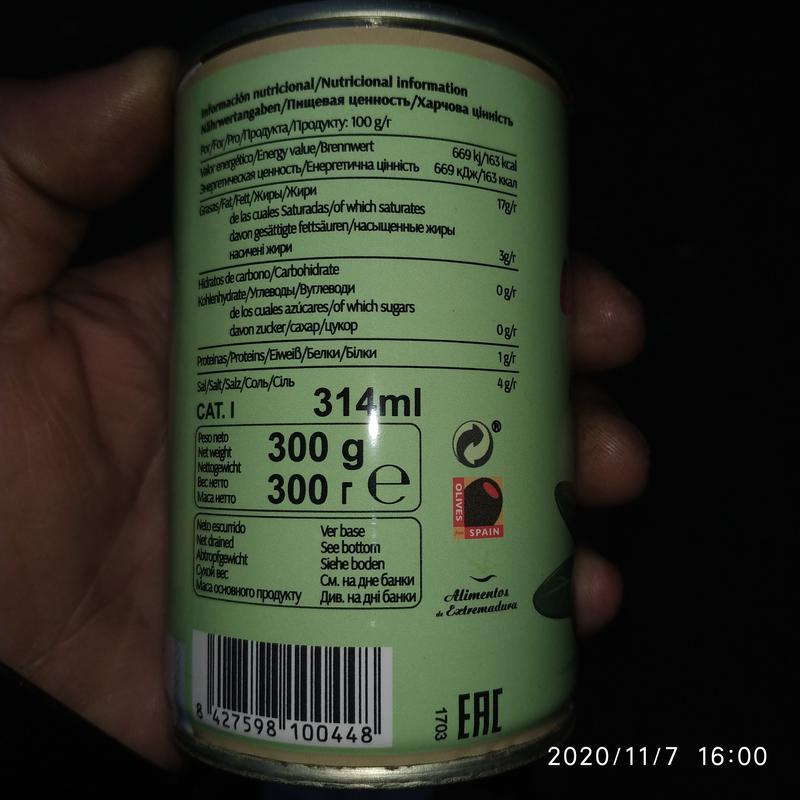 Información nutricional/Nutricional information
Nährwertangaben/Пищевая ценность/Харчова цінність
Por/For/Pro/Продукта/Продукту: 100 g/г
Valor energético/Energy value/Brennwert 669 kj/163 kcal
Энергетическая ценность/Енергетична цінність 669 кДж/163 ккал
Grasas/Fat/Fett/Жиры/Жири 17g/г
de las cuales Saturadas/of which saturates
davon gesättigte fettsäuren/насыщенные жиры
насичені жири 3g/г
Hidratos de carbono/Carbohidrate
Kohlenhydrate/Углеводы/Вуглеводи 0 g/г
de los cuales azúcares/of which sugars
davon zucker/сахар/цукор 0 g/г
Proteinas/Proteins/Eiweiß/Белки/Білки 1 g/г
Sal/Salt/Salz/Соль/Сіль 4 g/г
CAT. I 314ml
Peso neto
Net weight
Nettogewicht
Вес нетто
Маса нетто
300 g
300 г e
Neto escurrido Ver base
Net drained See bottom
Abtropfgewicht Siehe boden
Сухой вес См. на дне банки
Маса основного продукту Див. на дні банки
®
OLIVES
from SPAIN
Alimentos
de Extremadura
8 427598 100448
1703
EAC
2020/11/7 16:00